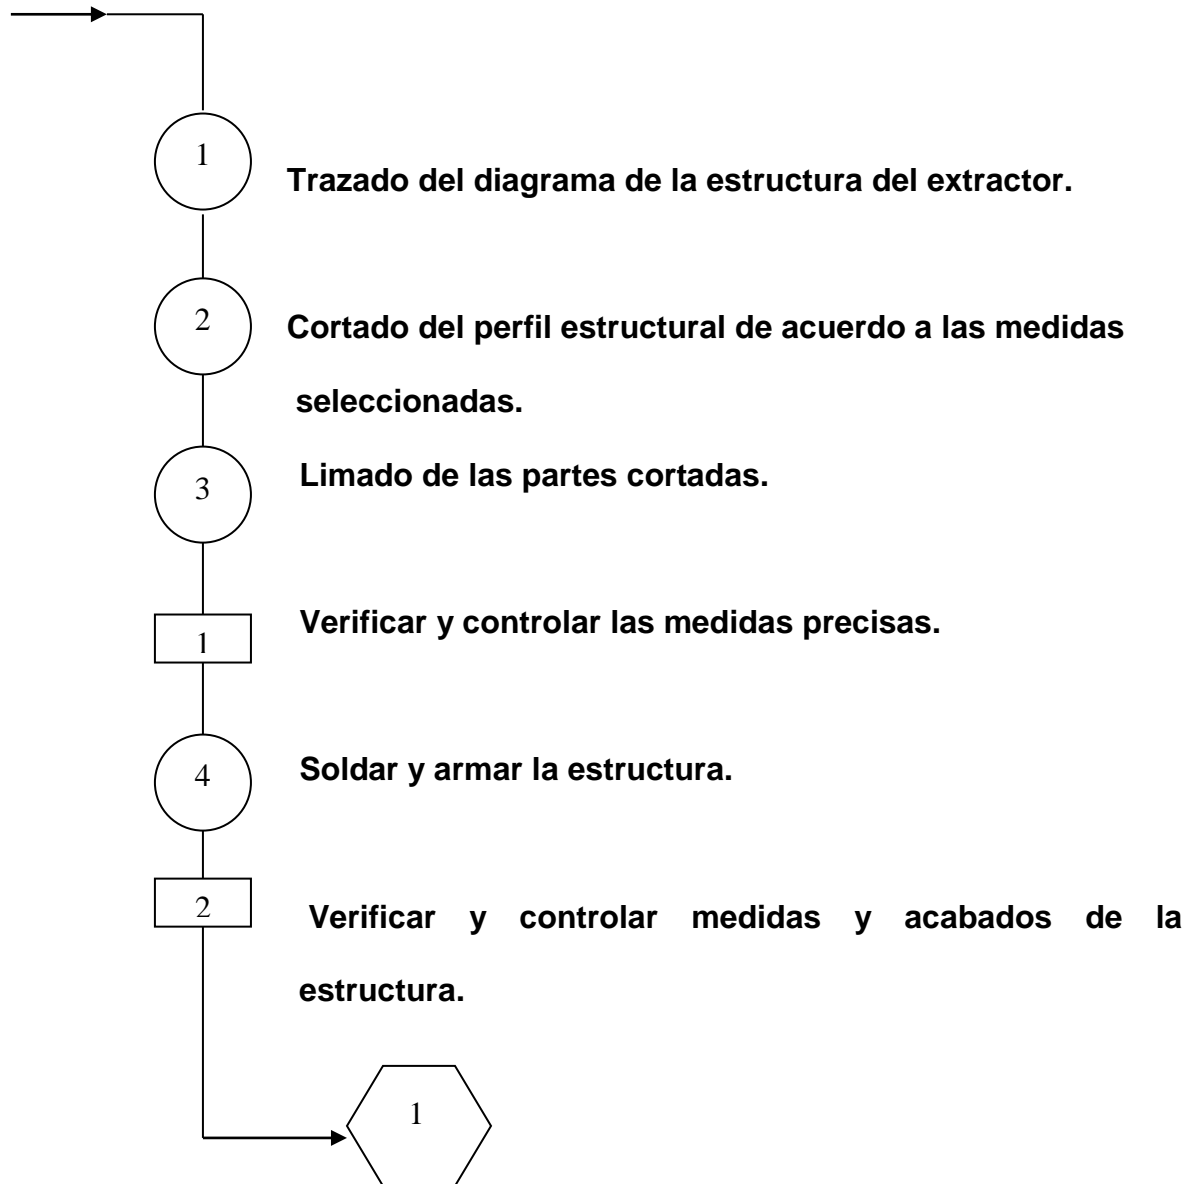 1
Trazado del diagrama de la estructura del extractor.
2
Cortado del perfil estructural de acuerdo a las medidas
seleccionadas.
3
Limado de las partes cortadas.
1
Verificar y controlar las medidas precisas.
4
Soldar y armar la estructura.
2
Verificar y controlar medidas y acabados de la
estructura.
1